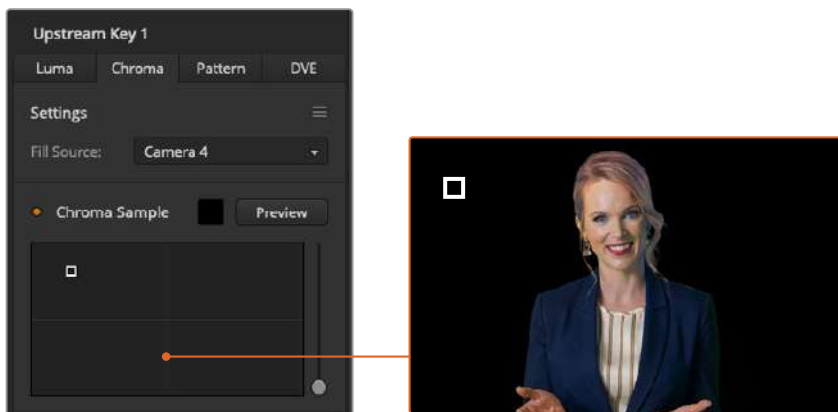 Upstream Key 1
Luma Chroma Pattern DVE
Settings
Fill Source: Camera 4
Chroma Sample Preview